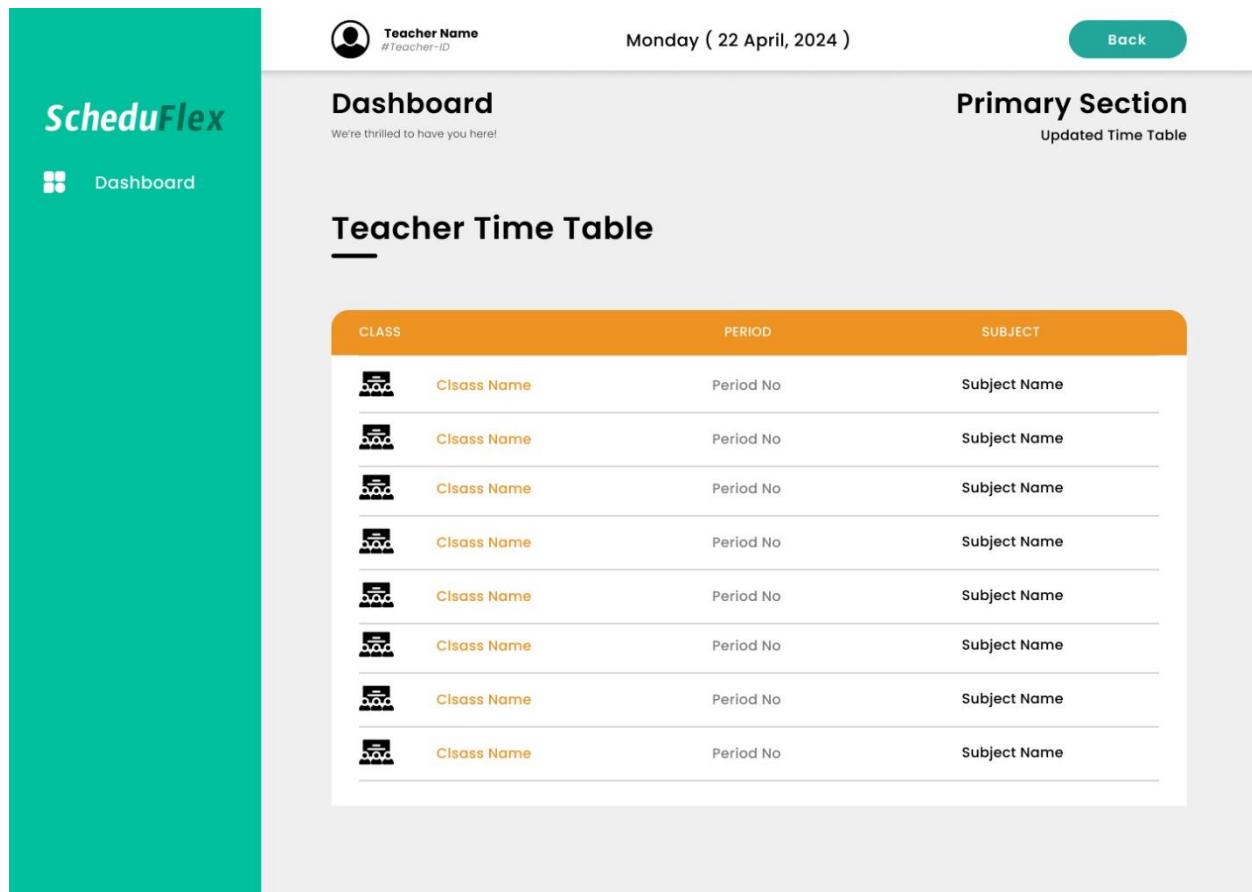 Teacher Name
#Teacher-ID
Monday ( 22 April, 2024 )
Back
ScheduFlex
Dashboard
Dashboard
We're thrilled to have you here!
Primary Section
Updated Time Table
Teacher Time Table
CLASS PERIOD SUBJECT
Clsass Name Period No Subject Name
Clsass Name Period No Subject Name
Clsass Name Period No Subject Name
Clsass Name Period No Subject Name
Clsass Name Period No Subject Name
Clsass Name Period No Subject Name
Clsass Name Period No Subject Name
Clsass Name Period No Subject Name